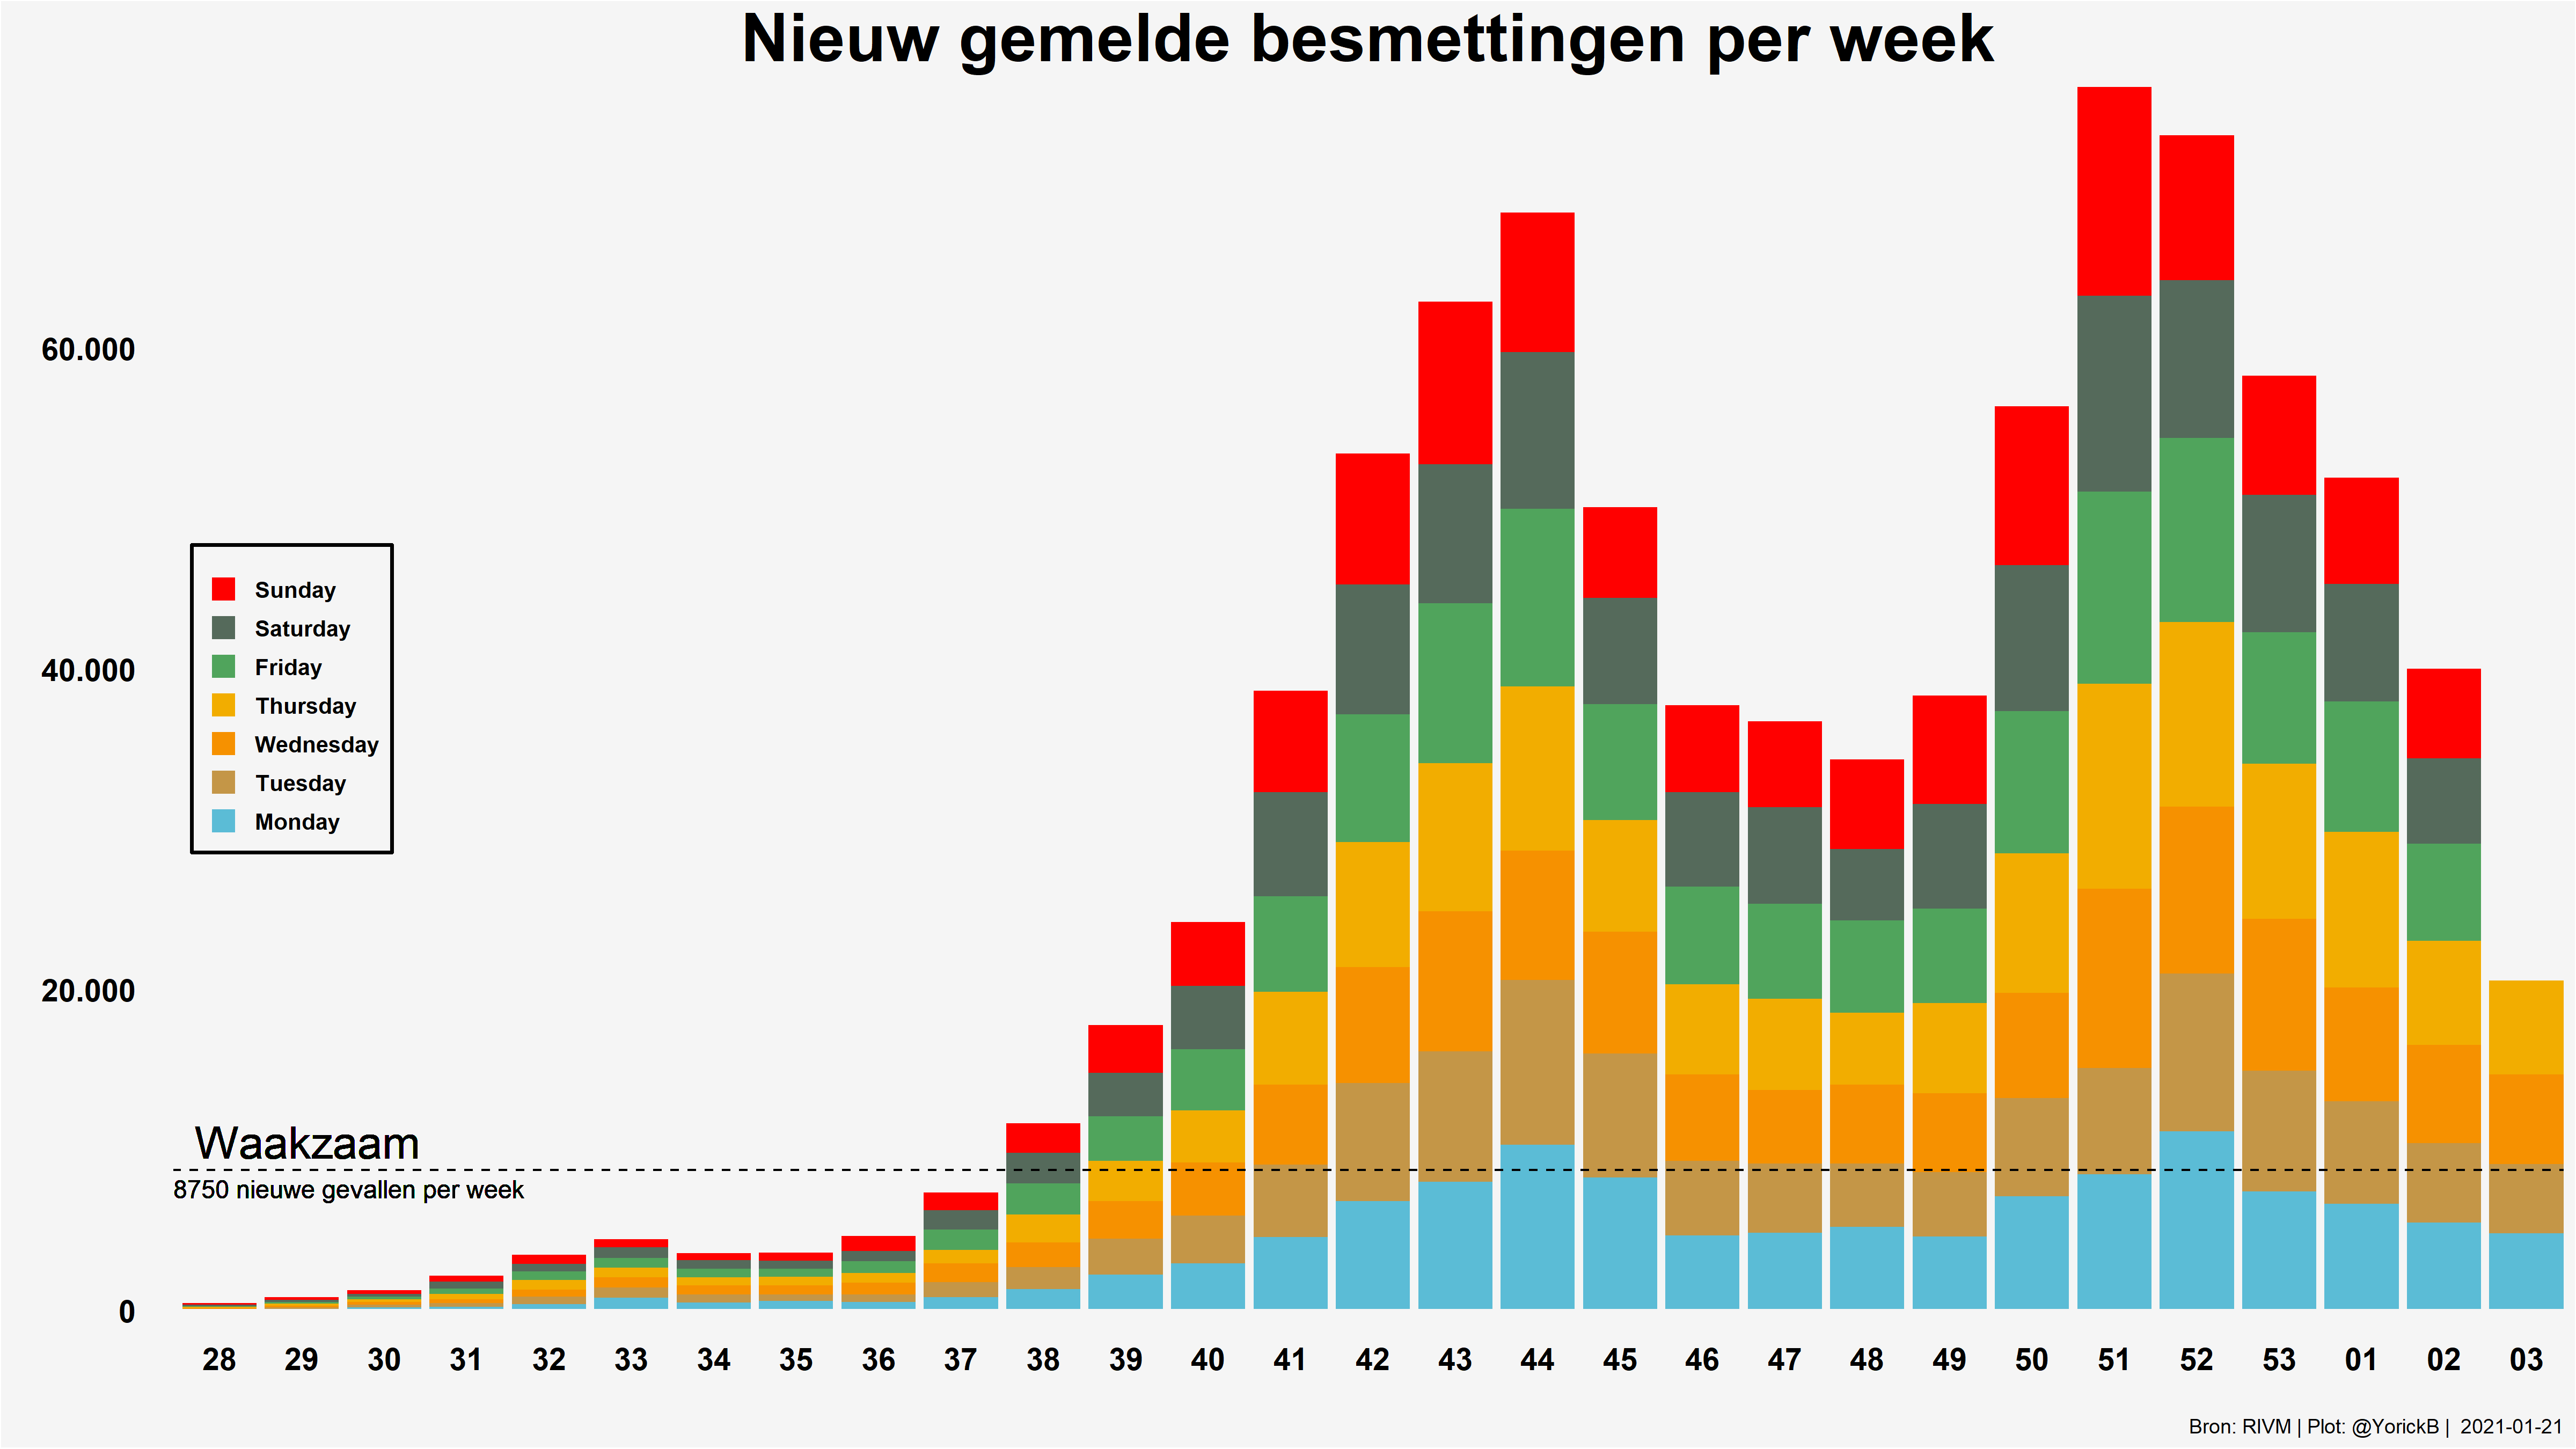 Nieuw gemelde besmettingen per week
60.000
40.000
20.000
0
Sunday
Saturday
Friday
Thursday
Wednesday
Tuesday
Monday
Waakzaam
8750 nieuwe gevallen per week
28 29 30 31 32 33 34 35 36 37 38 39 40 41 42 43 44 45 46 47 48 49 50 51 52 53 01 02 03
Bron: RIVM | Plot: @YorickB | 2021-01-21